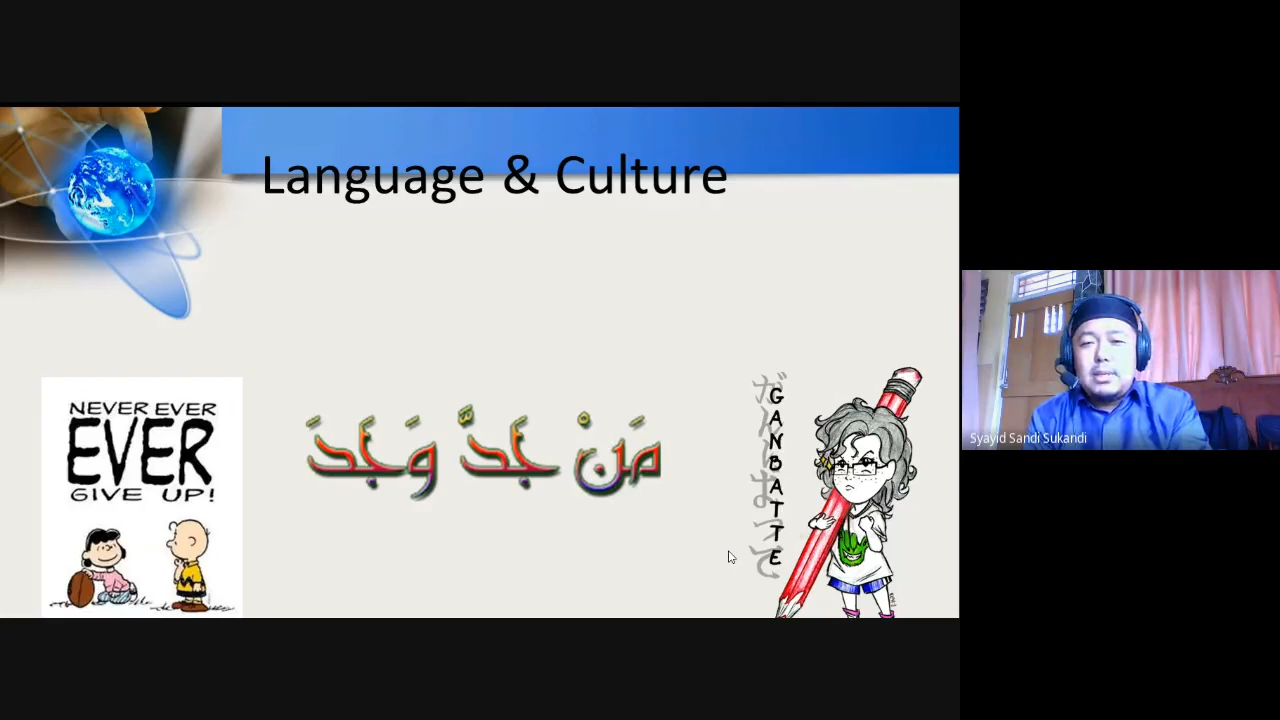 Language & Culture
NEVER EVER
EVER
GIVE UP!
مَنْ جَدَّ وَجَدَ
がんばって
GANBATTE
Syayid Sandi Sukandi